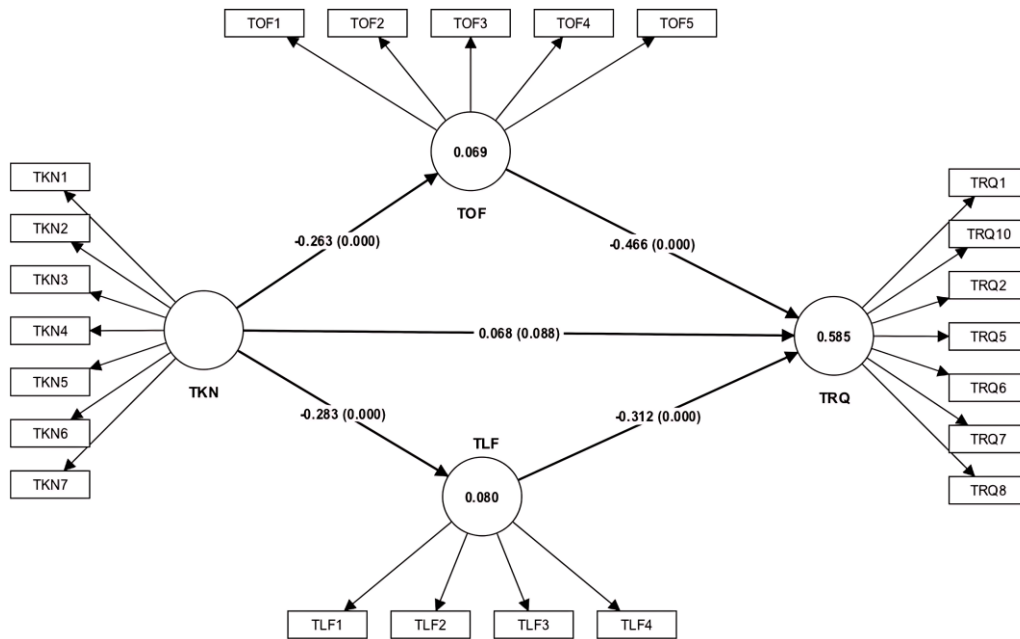 TOF1 TOF2 TOF3 TOF4 TOF5
0.069
TOF
TKN1
TKN2
TKN3
TKN4
TKN5
TKN6
TKN7
TKN
-0.263 (0.000)
-0.466 (0.000)
0.068 (0.088)
-0.283 (0.000)
-0.312 (0.000)
TRQ1
TRQ10
TRQ2
TRQ5
TRQ6
TRQ7
TRQ8
0.585
TRQ
TLF
0.080
TLF1 TLF2 TLF3 TLF4